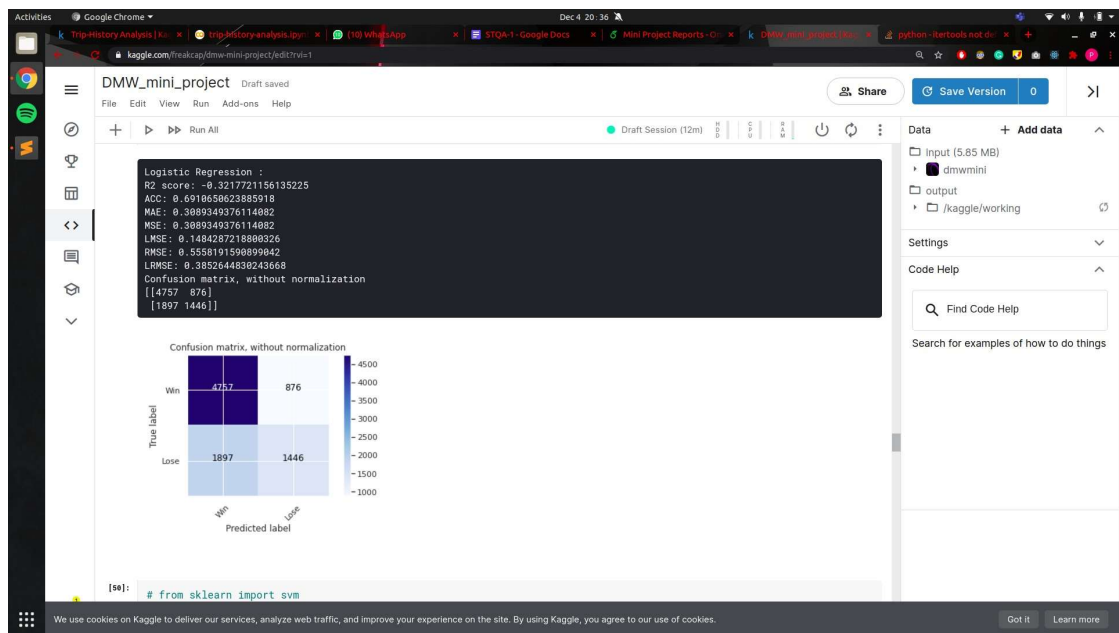 Activities
Google Chrome
Dec 4 20:36
Trip-History Analysis | Ka
trip-history-analysis.ipyn
(10) WhatsApp
STQA-1 - Google Docs
Mini Project Reports - On
DMW_mini_project | Ka
python - itertools not def
kaggle.com/freakcap/dmw-mini-project/edit?rvi=1
DMW_mini_project Draft saved
File Edit View Run Add-ons Help
Share
Save Version 0
Run All
Draft Session (12m)
HDD
CPU
RAM
Data
+ Add data
input (5.85 MB)
dmwmini
output
/kaggle/working
Settings
Code Help
Find Code Help
Search for examples of how to do things
Logistic Regression :
R2 score: -0.3217721156135225
ACC: 0.6910650623885918
MAE: 0.3089349376114082
MSE: 0.3089349376114082
LMSE: 0.1484287218800326
RMSE: 0.5558191590899042
LRMSE: 0.3852644830243668
Confusion matrix, without normalization
[[4757 876]
[1897 1446]]
Confusion matrix, without normalization
Win
4757
876
Lose
1897
1446
True label
Win
Lose
Predicted label
4500
4000
3500
3000
2500
2000
1500
1000
[50]:
# from sklearn import svm
We use cookies on Kaggle to deliver our services, analyze web traffic, and improve your experience on the site. By using Kaggle, you agree to our use of cookies.
Got it
Learn more